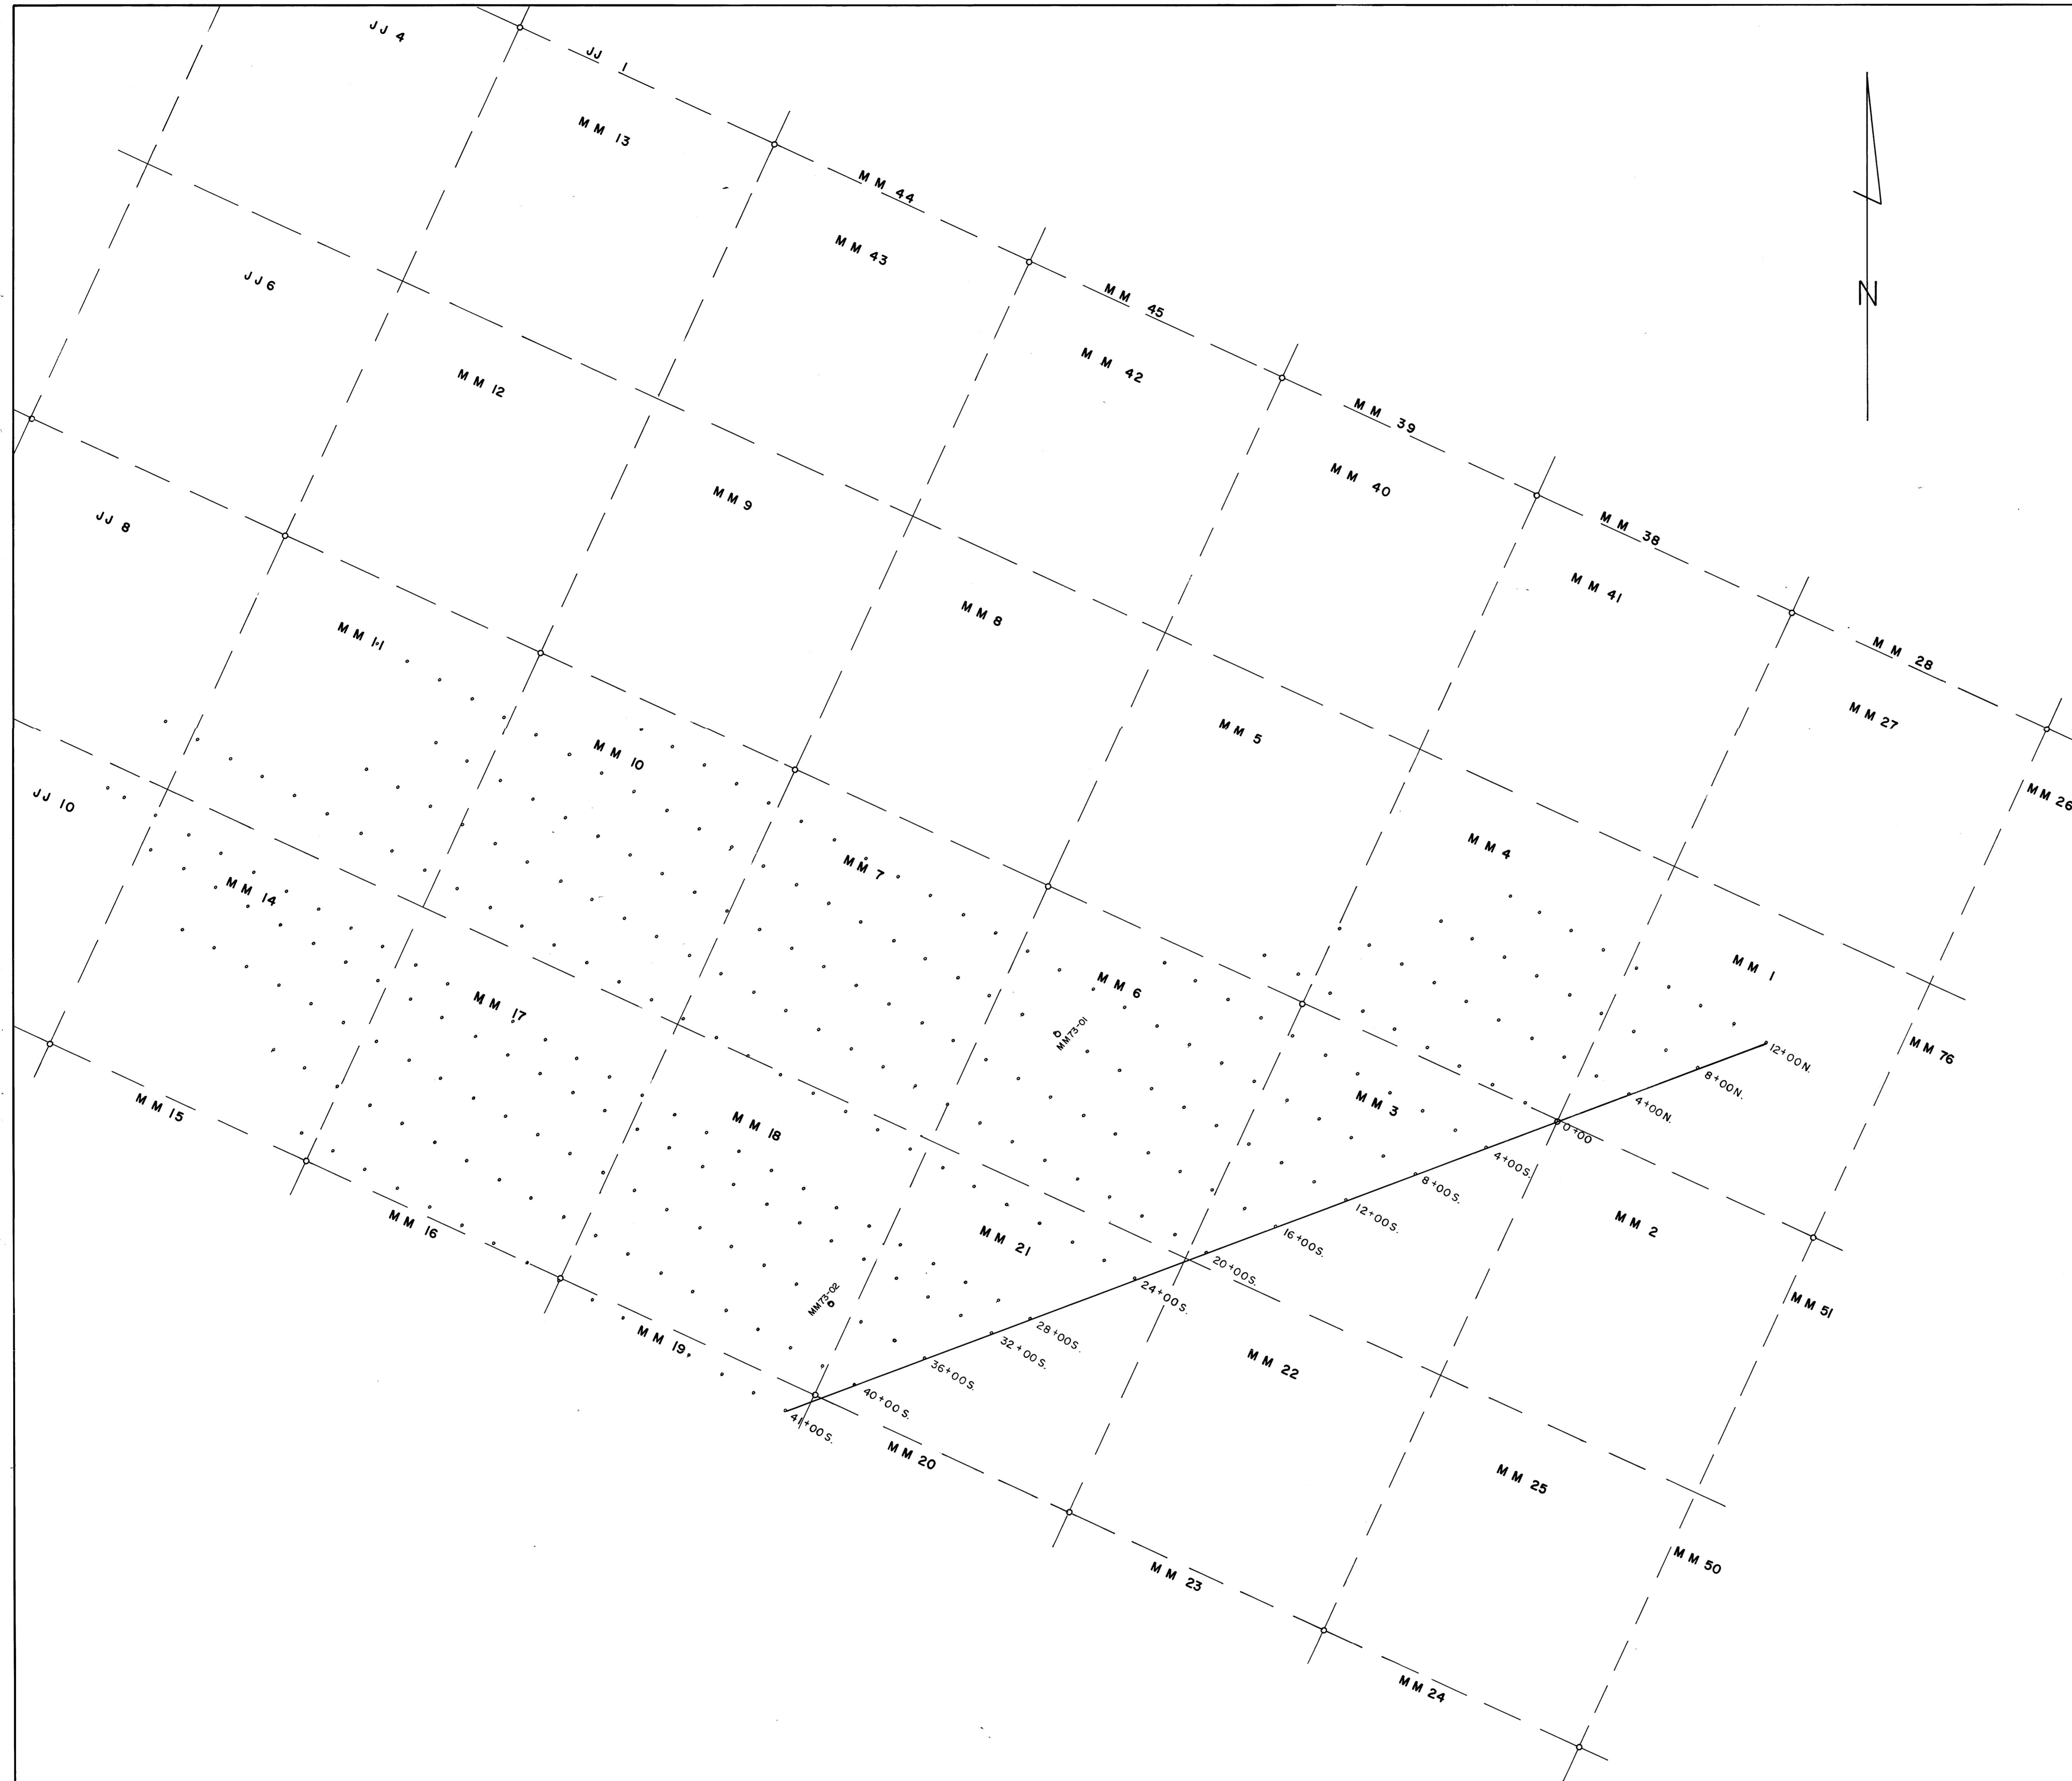 JJ 4
JJ 1
MM 13
MM 44
MM 43
N
JJ 6
MM 45
MM 42
MM 12
MM 39
MM 40
MM 9
JJ 8
MM 38
MM 41
MM 8
MM 11
MM 28
MM 27
MM 5
MM 10
MM 26
JJ 10
MM 4
MM 7
MM 14
MM 1
MM 6
MM 17
MM73-01
MM 76
12+00N.
8+00N.
4+00N.
MM 3
MM 15
0+00
MM 18
4+00S.
8+00S.
MM 16
12+00S.
MM 2
MM 21
16+00S.
20+00S.
24+00S.
MM73-02
MM 51
28+00S.
MM 19
32+00S.
MM 22
36+00S.
40+00S.
41+00S.
MM 20
MM 25
MM 50
MM 23
MM 24